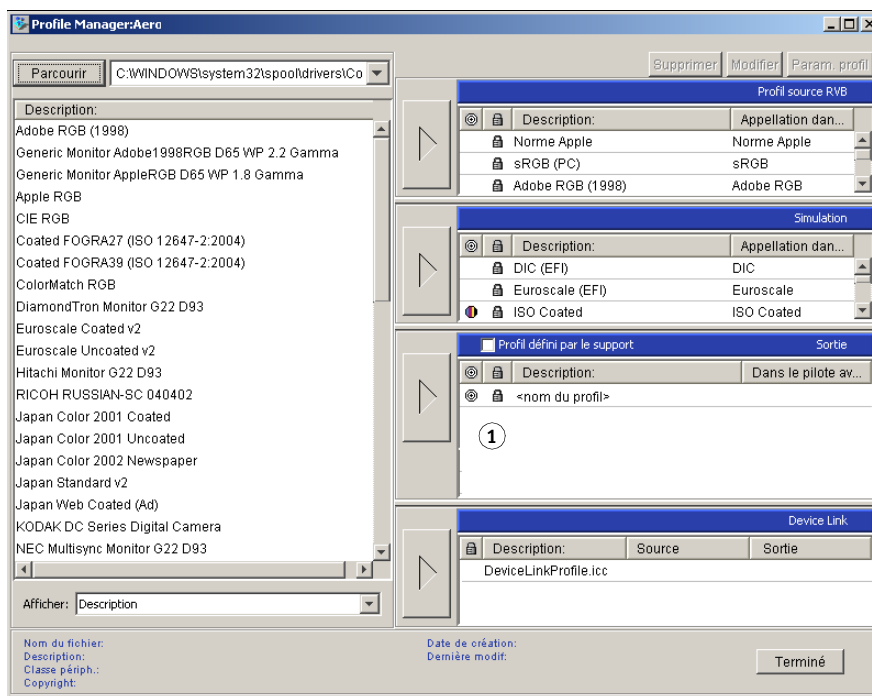 Profile Manager:Aero
Parcourir
C:\WINDOWS\system32\spool\drivers\Co
Description:
Adobe RGB (1998)
Generic Monitor Adobe1998RGB D65 WP 2.2 Gamma
Generic Monitor AppleRGB D65 WP 1.8 Gamma
Apple RGB
CIE RGB
Coated FOGRA27 (ISO 12647-2:2004)
Coated FOGRA39 (ISO 12647-2:2004)
ColorMatch RGB
DiamondTron Monitor G22 D93
Euroscale Coated v2
Euroscale Uncoated v2
Hitachi Monitor G22 D93
RICOH RUSSIAN-SC 040402
Japan Color 2001 Coated
Japan Color 2001 Uncoated
Japan Color 2002 Newspaper
Japan Standard v2
Japan Web Coated (Ad)
KODAK DC Series Digital Camera
NEC Multisync Monitor G22 D93
Afficher: Description
Supprimer Modifier Param. profil
Profil source RVB
Description: Appellation dan...
Norme Apple Norme Apple
sRGB (PC) sRGB
Adobe RGB (1998) Adobe RGB
Simulation
Description: Appellation dan...
DIC (EFI) DIC
Euroscale (EFI) Euroscale
ISO Coated ISO Coated
Profil défini par le support Sortie
Description: Dans le pilote av...
<nom du profil>
1
Device Link
Description: Source Sortie
DeviceLinkProfile.icc
Nom du fichier:
Description:
Classe périph.:
Copyright:
Date de création:
Dernière modif:
Terminé